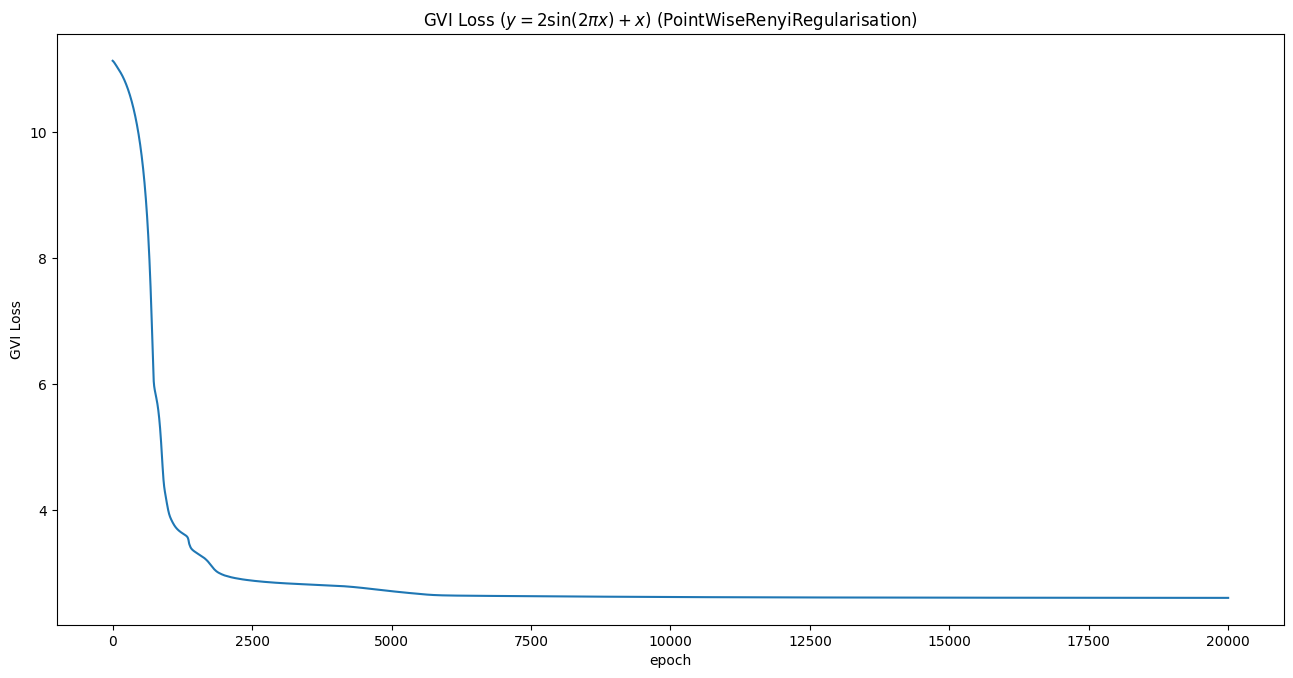 GVI Loss (y = 2sin(2πx) + x) (PointWiseRenyiRegularisation)
10
8
6
4
GVI Loss
0 2500 5000 7500 10000 12500 15000 17500 20000
epoch